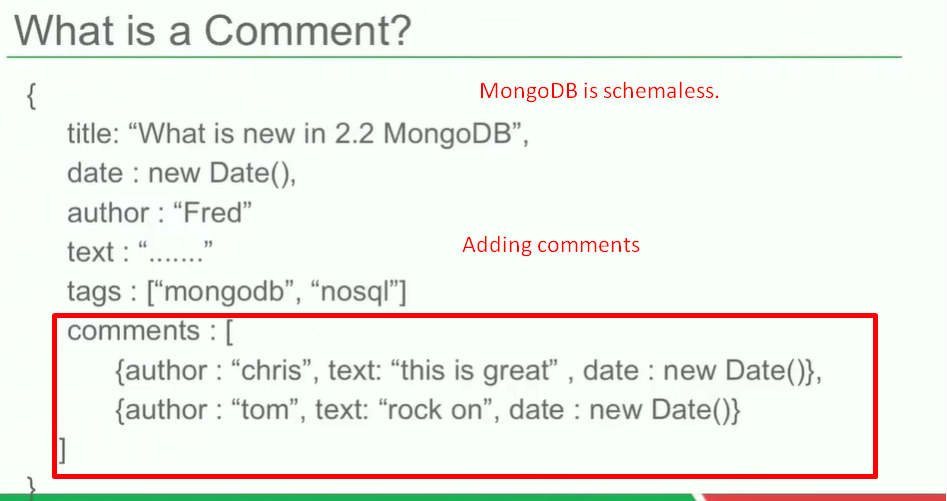 What is a Comment?
{
MongoDB is schemaless.
title: “What is new in 2.2 MongoDB”,
date : new Date(),
author : “Fred”
text : “.......”
Adding comments
tags : [“mongodb”, “nosql”]
comments : [
{author : “chris”, text: “this is great” , date : new Date()},
{author : “tom”, text: “rock on”, date : new Date()}
]
}